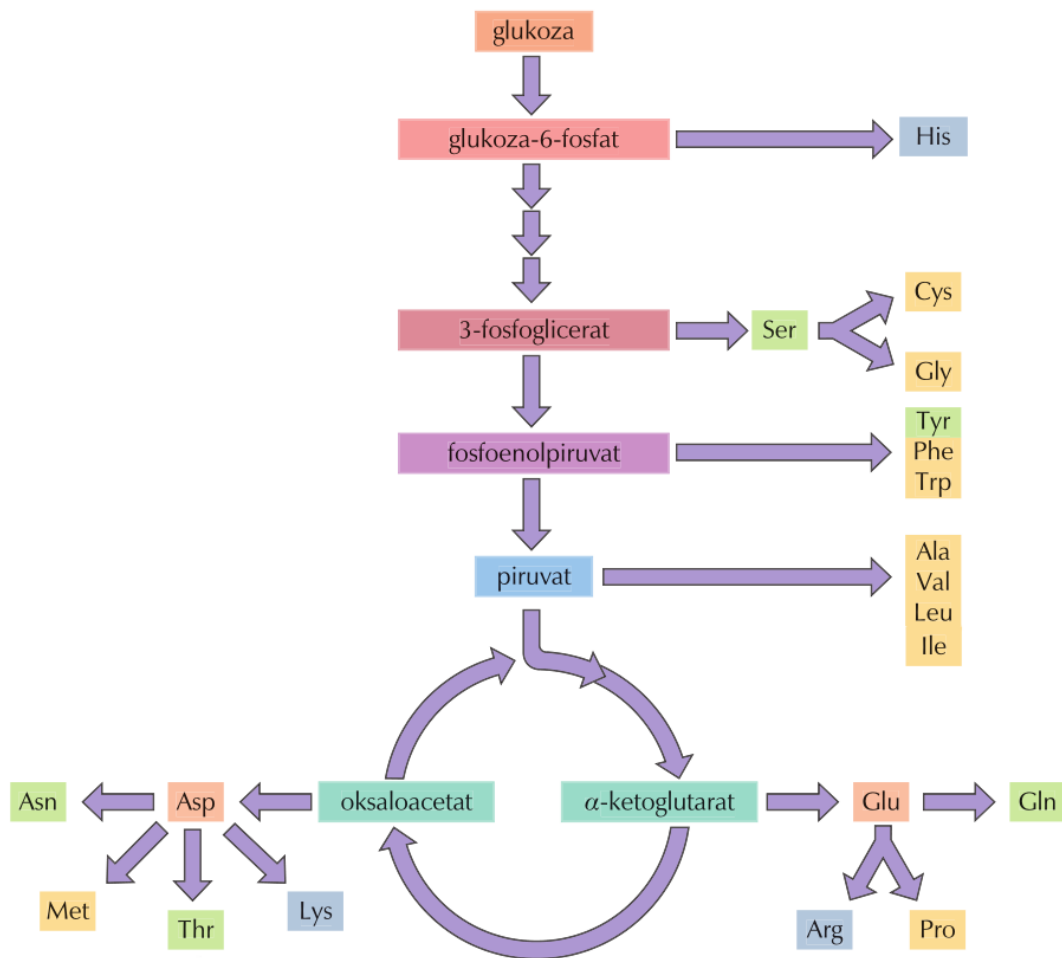 glukoza
glukoza-6-fosfat
His
3-fosfoglicerat
Ser
Cys
Gly
fosfoenolpiruvat
Tyr
Phe
Trp
piruvat
Ala
Val
Leu
Ile
Asn
Asp
oksaloacetat
α-ketoglutarat
Glu
Gln
Met
Thr
Lys
Arg
Pro